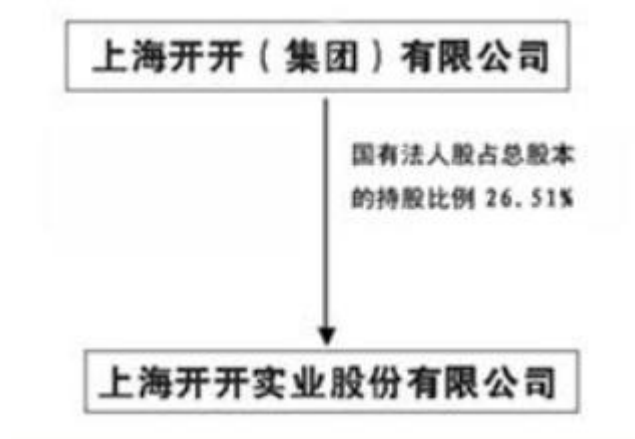 上海开开（集团）有限公司
国有法人股占总股本
的持股比例 26.51%
上海开开实业股份有限公司